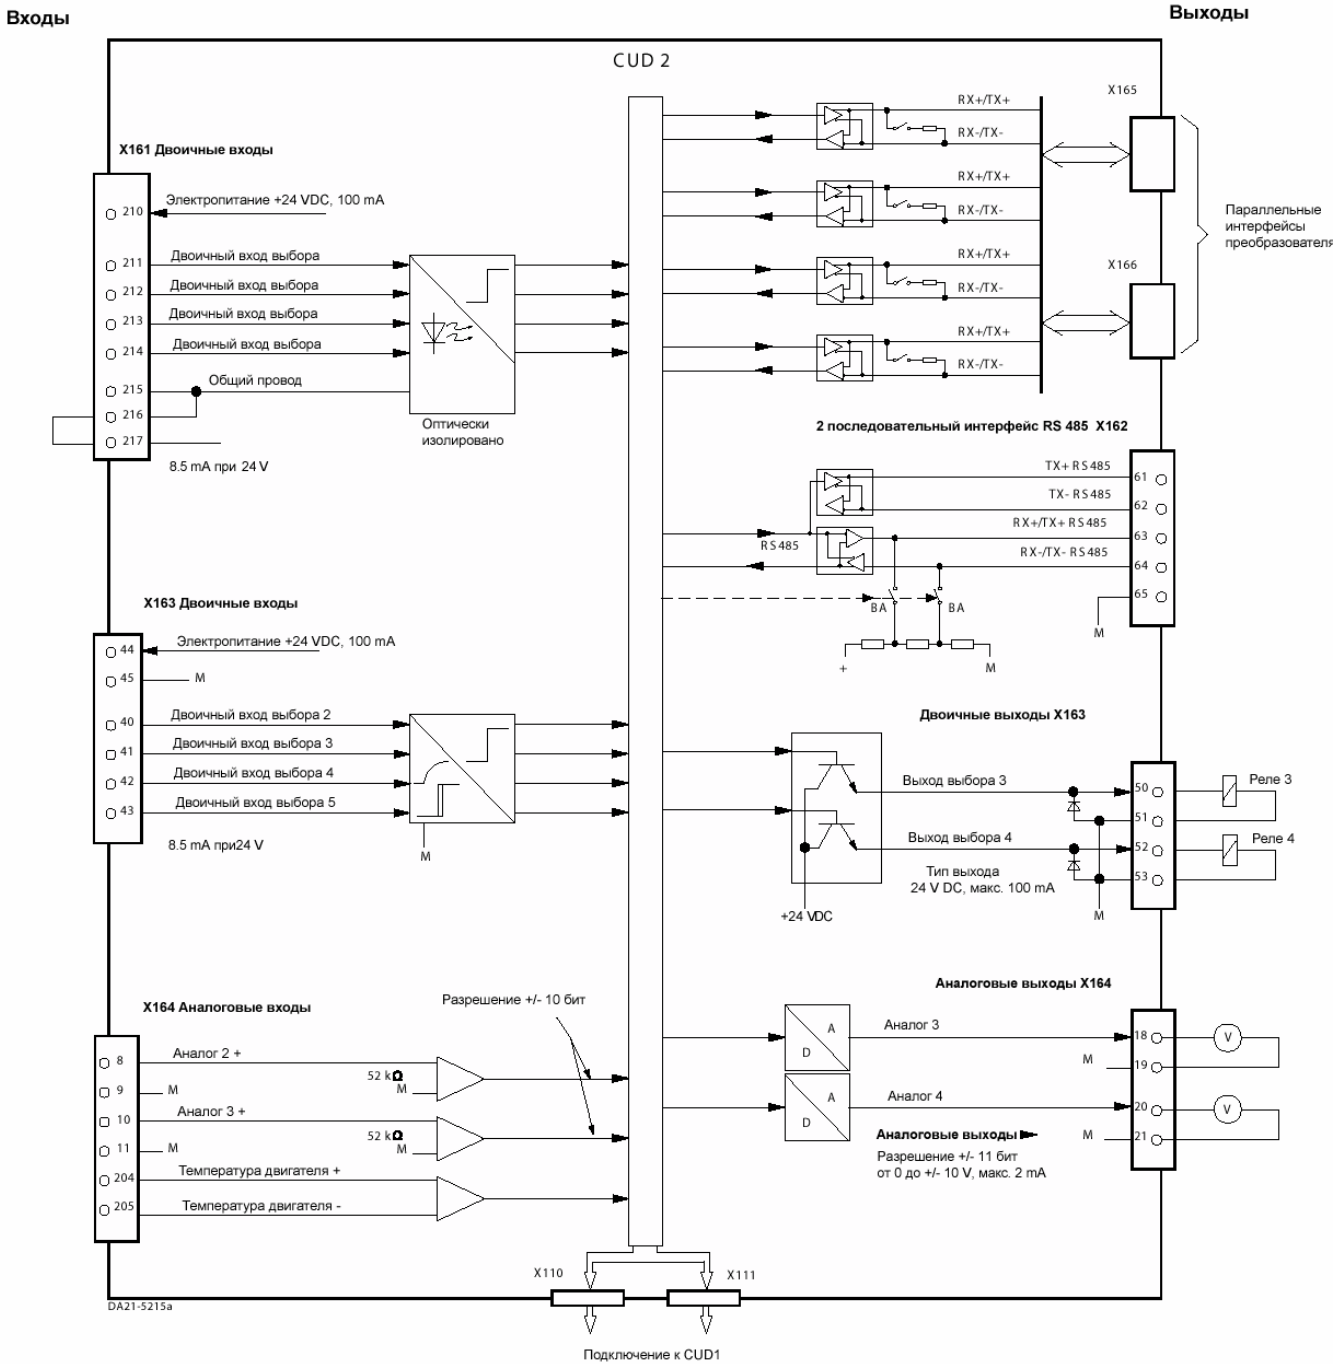 Входы
Выходы
CUD 2
X161 Двоичные входы
210
Электропитание +24 VDC, 100 mA
211
Двоичный вход выбора
212
Двоичный вход выбора
213
Двоичный вход выбора
214
Двоичный вход выбора
215
Общий провод
216
217
Оптически
изолировано
8.5 mA при 24 V
X163 Двоичные входы
44
Электропитание +24 VDC, 100 mA
45
M
40
Двоичный вход выбора 2
41
Двоичный вход выбора 3
42
Двоичный вход выбора 4
43
Двоичный вход выбора 5
8.5 mA при24 V
M
X164 Аналоговые входы
Разрешение +/- 10 бит
8
Аналог 2 +
52 kΩ
9
M
M
10
Аналог 3 +
52 kΩ
11
M
M
204
Температура двигателя +
205
Температура двигателя -
X165
RX+/TX+
RX-/TX-
RX+/TX+
RX-/TX-
Параллельные
интерфейсы
преобразователя
X166
RX+/TX+
RX-/TX-
RX+/TX+
RX-/TX-
2 последовательный интерфейс RS 485 X162
TX+ RS485
61
TX- RS485
62
RX+/TX+ RS485
63
RS485
RX-/TX- RS485
64
65
BA
BA
M
+
M
Двоичные выходы X163
Выход выбора 3
50
Реле 3
51
Выход выбора 4
52
Реле 4
Тип выхода
24 V DC, макс. 100 mA
53
+24 VDC
M
Аналоговые выходы X164
A
D
Аналог 3
18
V
M
19
A
D
Аналог 4
20
V
Аналоговые выходы
M
21
Разрешение +/- 11 бит
от 0 до +/- 10 V, макс. 2 mA
X110
X111
DA21-5215a
Подключение к CUD1